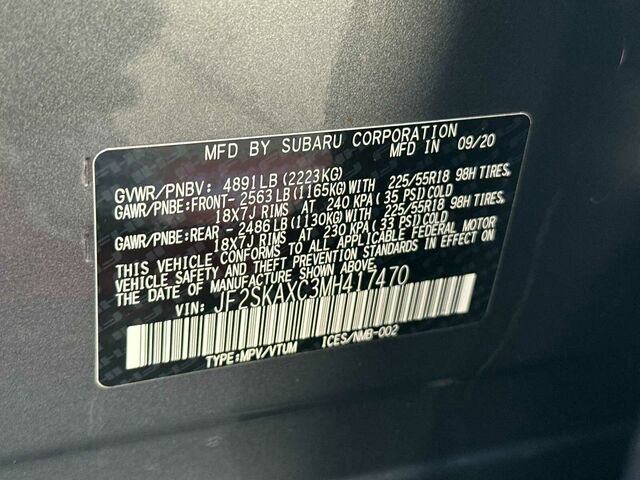 MFD BY SUBARU CORPORATION
MFD IN 09/20
GVWR/PNBV: 4891LB (2223KG)
GAWR/PNBE:FRONT- 2563LB(1165KG)WITH 225/55R18 98H TIRES,
18X7J RIMS AT 240 KPA( 35 PSI)COLD
GAWR/PNBE:REAR - 2486LB(1130KG)WITH 225/55R18 98H TIRES,
18X7J RIMS AT 230 KPA( 33 PSI)COLD
THIS VEHICLE CONFORMS TO ALL APPLICABLE FEDERAL MOTOR
VEHICLE SAFETY AND THEFT PREVENTION STANDARDS IN EFFECT
ON THE DATE OF MANUFACTURE SHOWN ABOVE.
VIN: JF2SKAXC3MH417470
TYPE:MPV/VTUM ICES/NMB-002